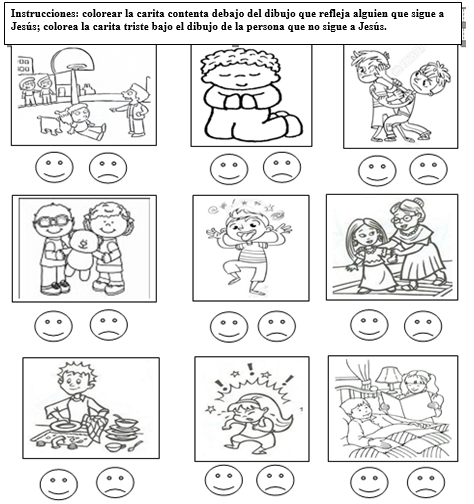 Instrucciones: colorear la carita contenta debajo del dibujo que refleja alguien que sigue a
Jesús; colorea la carita triste bajo el dibujo de la persona que no sigue a Jesús.